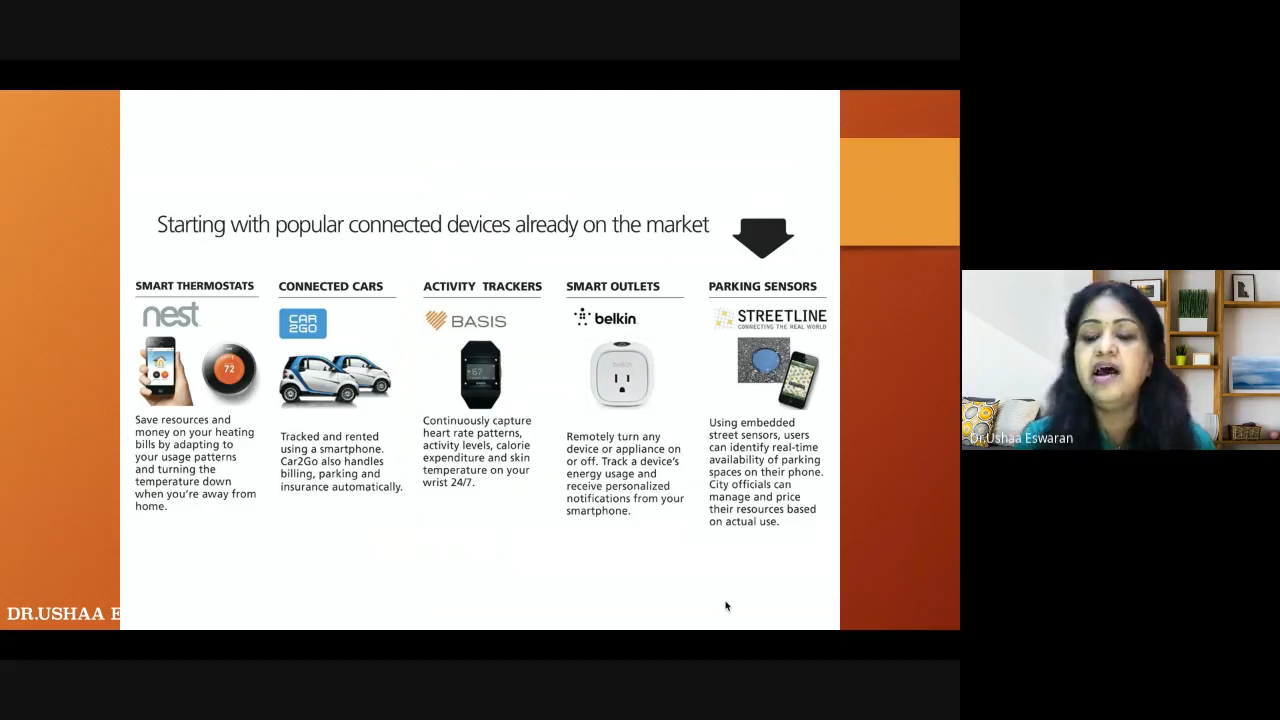 Starting with popular connected devices already on the market
SMART THERMOSTATS
nest
72
Save resources and
money on your heating
bills by adapting to
your usage patterns
and turning the
temperature down
when you're away from
home.
CONNECTED CARS
CAR
2GO
Tracked and rented
using a smartphone.
Car2Go also handles
billing, parking and
insurance automatically.
ACTIVITY TRACKERS
BASIS
67
Continuously capture
heart rate patterns,
activity levels, calorie
expenditure and skin
temperature on your
wrist 24/7.
SMART OUTLETS
belkin
Remotely turn any
device or appliance on
or off. Track a device's
energy usage and
receive personalized
notifications from your
smartphone.
PARKING SENSORS
STREETLINE
CONNECTING THE REAL WORLD
Using embedded
street sensors, users
can identify real-time
availability of parking
spaces on their phone.
City officials can
manage and price
their resources based
on actual use.
DR.USHAA E
Dr.Ushaa Eswaran